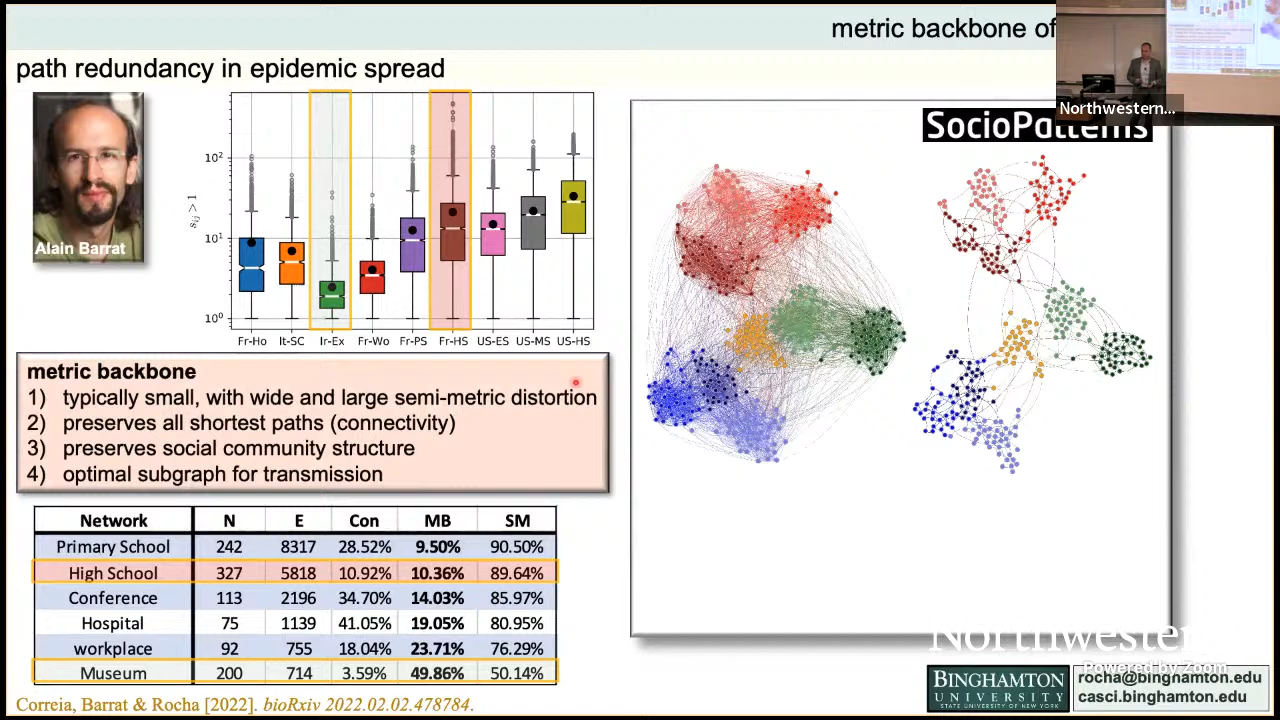 metric backbone of
path redundancy in epidemic spread
Northwestern...
SocioPatterns
Alain Barrat
s_ij > 1
10²
10¹
10⁰
Fr-Ho It-SC Ir-Ex Fr-Wo Fr-PS Fr-HS US-ES US-MS US-HS
metric backbone
1) typically small, with wide and large semi-metric distortion
2) preserves all shortest paths (connectivity)
3) preserves social community structure
4) optimal subgraph for transmission
Network N E Con MB SM
Primary School 242 8317 28.52% 9.50% 90.50%
High School 327 5818 10.92% 10.36% 89.64%
Conference 113 2196 34.70% 14.03% 85.97%
Hospital 75 1139 41.05% 19.05% 80.95%
workplace 92 755 18.04% 23.71% 76.29%
Museum 200 714 3.59% 49.86% 50.14%
Correia, Barrat & Rocha [2022]. bioRxiv 2022.02.02.478784.
Northwestern
Powered by Zoom
BINGHAMTON
UNIVERSITY
STATE UNIVERSITY OF NEW YORK
rocha@binghamton.edu
casci.binghamton.edu